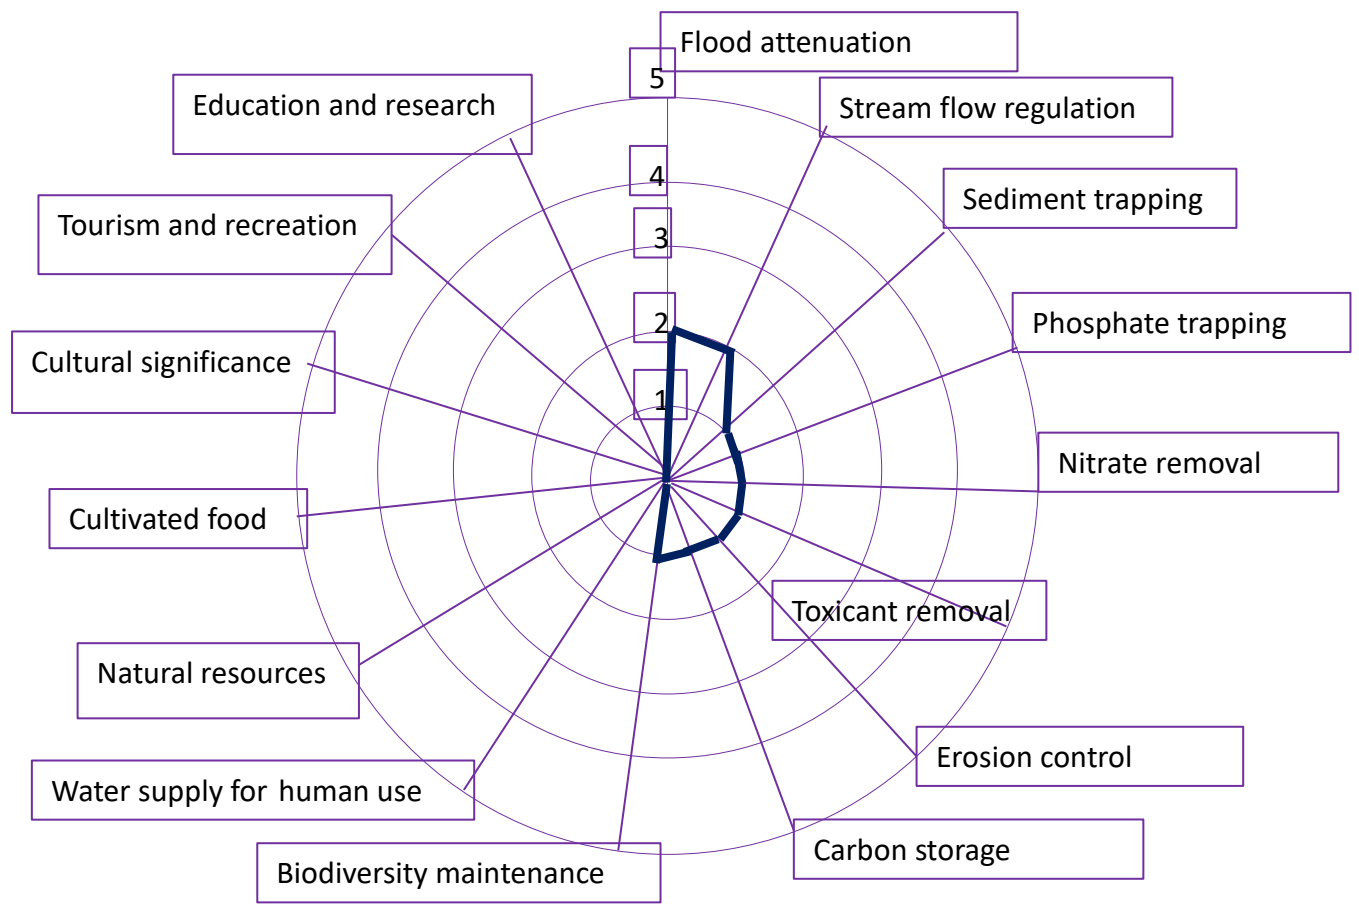 Flood attenuation
5
Education and research
Stream flow regulation
4
Sediment trapping
Tourism and recreation
3
Phosphate trapping
2
Cultural significance
1
Nitrate removal
Cultivated food
Toxicant removal
Natural resources
Erosion control
Water supply for human use
Carbon storage
Biodiversity maintenance